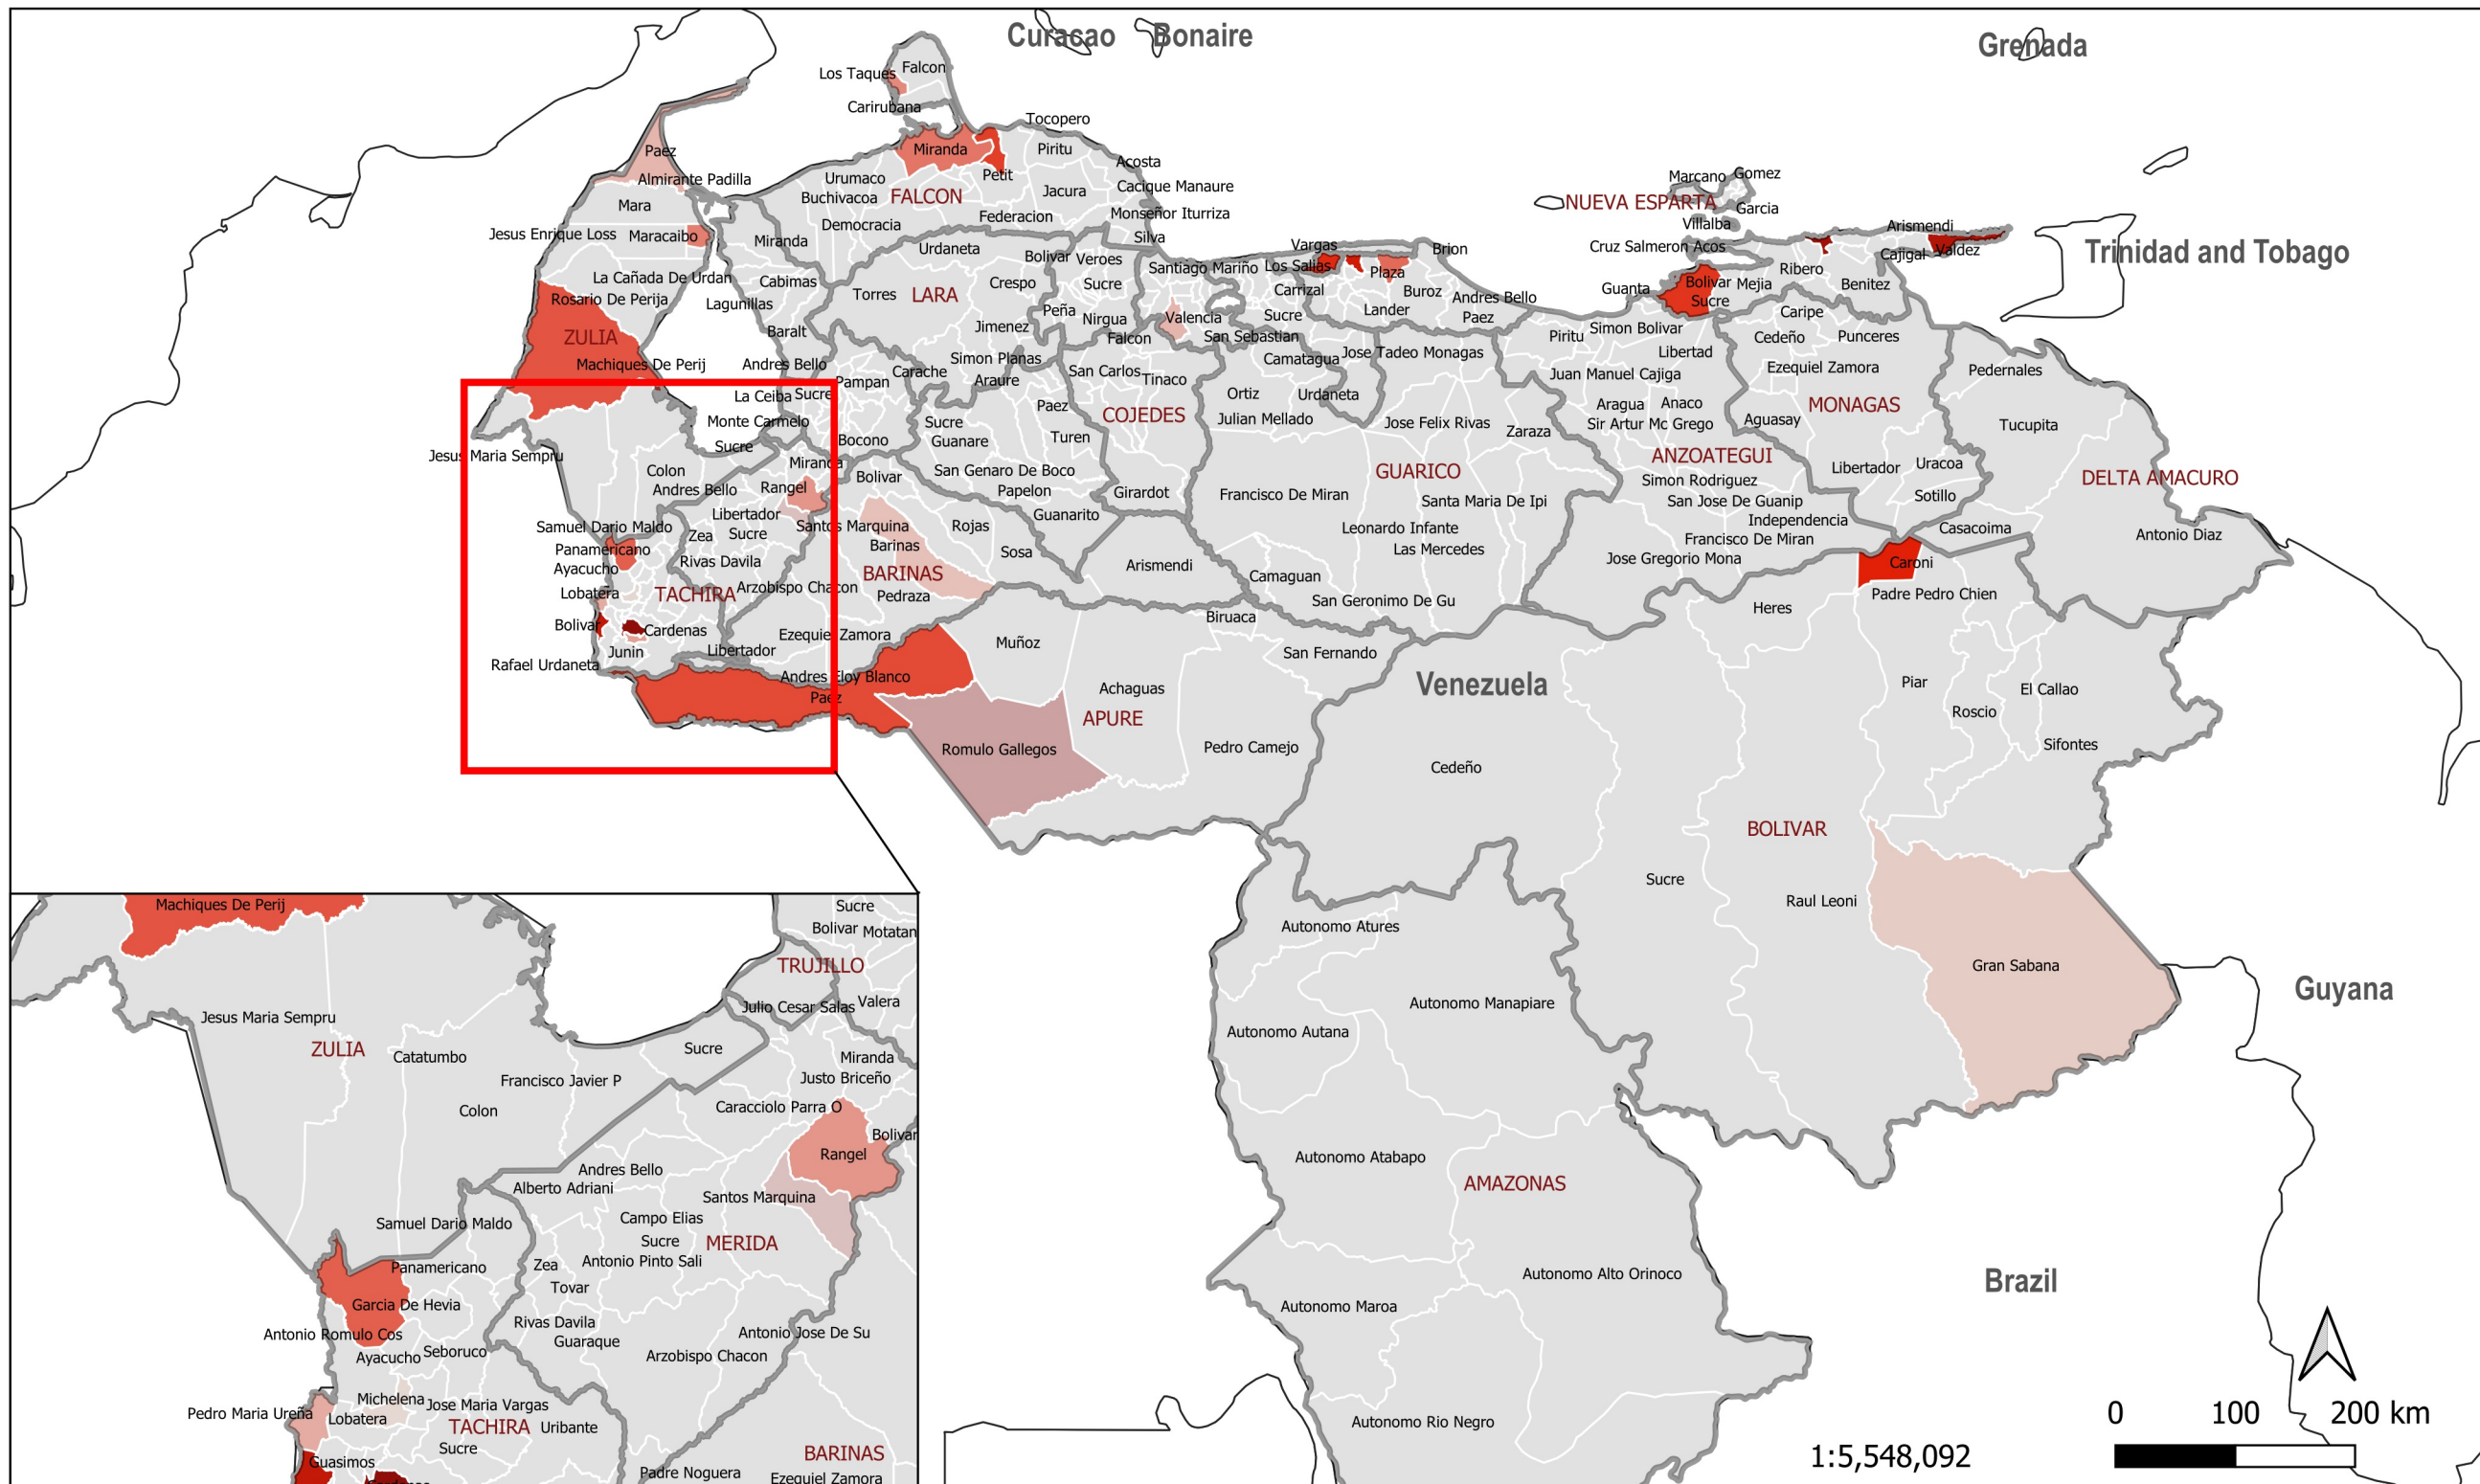 Curacao
Bonaire
Grenada
Los Taques
Falcon
Carirubana
Tocopero
Paez
Miranda
Piritu
Acosta
Almirante Padilla
Urumaco
Petit
Cacique Manaure
Marcano
Gomez
Mara
Buchivacoa
FALCON
Jacura
NUEVA ESPARTA
Garcia
Democracia
Federacion
Monseñor Iturriza
Villalba
Arismendi
Jesus Enrique Loss
Maracaibo
Miranda
Urdaneta
Silva
Vargas
Brion
Cruz Salmeron Acos
Cajigal
Valdez
Trinidad and Tobago
La Cañada De Urdan
Cabimas
Bolivar
Veroes
Santiago Mariño
Los Salias
Plaza
Ribero
Rosario De Perija
Lagunillas
Torres
LARA
Crespo
Sucre
Carrizal
Buroz
Andres Bello
Guanta
Bolivar
Mejia
Benitez
Sucre
ZULIA
Baralt
Jimenez
Peña
Nirgua
Valencia
Sucre
Lander
Paez
Caripe
Falcon
San Sebastian
Piritu
Simon Bolivar
Cedeño
Punceres
Machiques De Perij
Andres Bello
Carache
Simon Planas
Camatagua
Jose Tadeo Monagas
Libertad
Pampan
Araure
San Carlos
Tinaco
Juan Manuel Cajiga
Ezequiel Zamora
Pedernales
La Ceiba
Sucre
Paez
COJEDES
Ortiz
Urdaneta
Aragua
Anaco
MONAGAS
Monte Carmelo
Sucre
Julian Mellado
Jose Felix Rivas
Zaraza
Sir Artur Mc Grego
Aguasay
Tucupita
Jesus Maria Sempru
Sucre
Bocono
Guanare
Turen
ANZOATEGUI
Colon
Miranda
Bolivar
San Genaro De Boco
GUARICO
Libertador
Uracoa
DELTA AMACURO
Andres Bello
Rangel
Papelon
Girardot
Francisco De Miran
Santa Maria De Ipi
Simon Rodriguez
Sotillo
San Jose De Guanip
Samuel Dario Maldo
Libertador
Santos Marquina
Rojas
Guanarito
Leonardo Infante
Independencia
Casacoima
Antonio Diaz
Zea
Sucre
Panamericano
Barinas
Sosa
Las Mercedes
Francisco De Miran
Ayacucho
Rivas Davila
BARINAS
Arismendi
Camaguan
Jose Gregorio Mona
Caroni
Lobatera
TACHIRA
Arzobispo Chacon
Pedraza
San Geronimo De Gu
Heres
Padre Pedro Chien
Bolivar
Cardenas
Ezequiel Zamora
Muñoz
Biruaca
Junin
Libertador
San Fernando
Rafael Urdaneta
Andres Eloy Blanco
Paez
Achaguas
Venezuela
Piar
El Callao
APURE
Roscio
Romulo Gallegos
Pedro Camejo
Cedeño
Sifontes
BOLIVAR
Sucre
Raul Leoni
Autonomo Atures
Gran Sabana
Autonomo Manapiare
Guyana
Autonomo Autana
Autonomo Atabapo
AMAZONAS
Autonomo Alto Orinoco
Brazil
Autonomo Maroa
Autonomo Rio Negro
Machiques De Perij
Sucre
Bolivar
Motatan
TRUJILLO
Julio Cesar Salas
Valera
Jesus Maria Sempru
ZULIA
Catatumbo
Sucre
Miranda
Francisco Javier P
Justo Briceño
Colon
Caracciolo Parra O
Bolivar
Rangel
Andres Bello
Alberto Adriani
Santos Marquina
Samuel Dario Maldo
Campo Elias
Sucre
MERIDA
Panamericano
Zea
Antonio Pinto Sali
Tovar
Garcia De Hevia
Antonio Romulo Cos
Rivas Davila
Guaraque
Antonio Jose De Su
Ayacucho
Seboruco
Arzobispo Chacon
Michelena
Jose Maria Vargas
Pedro Maria Ureña
Lobatera
TACHIRA
Uribante
Sucre
BARINAS
Guasimos
Padre Noguera
Ezequiel Zamora
0 100 200 km
1:5,548,092